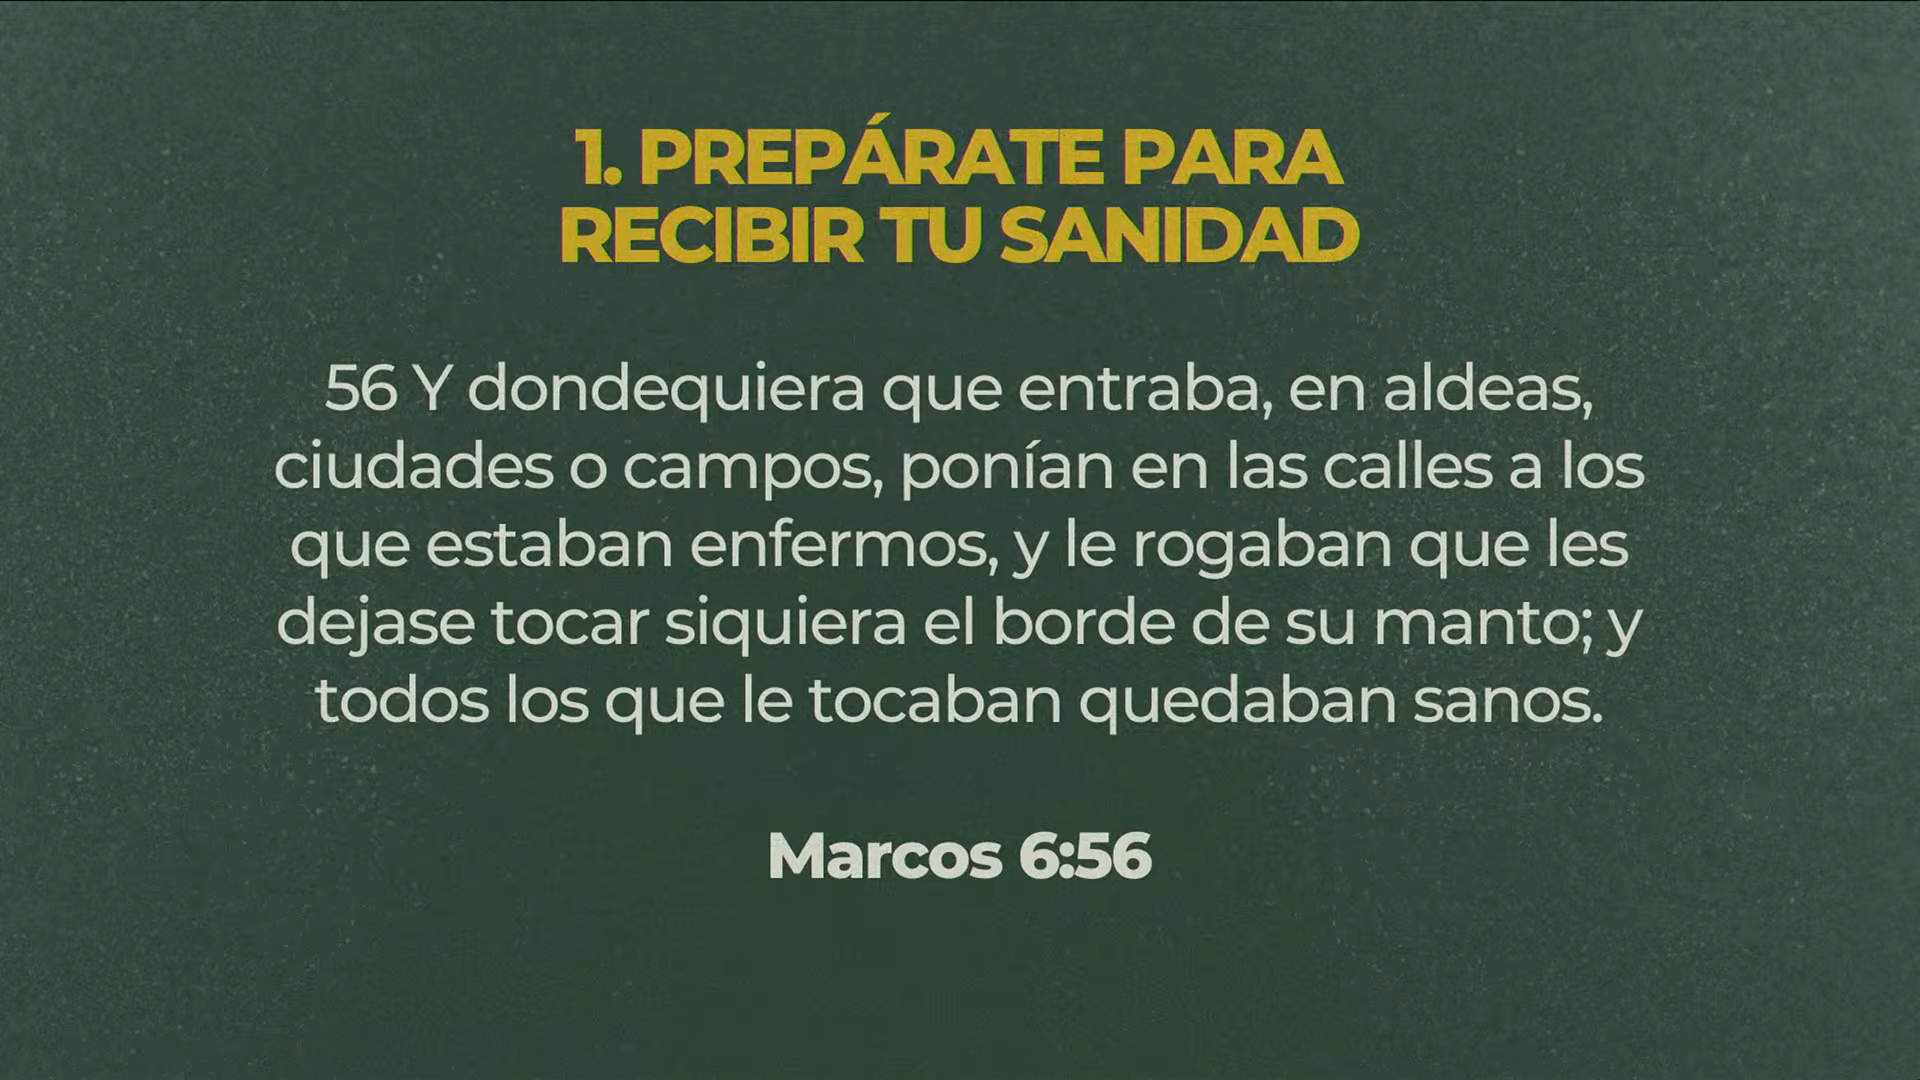 1. PREPÁRATE PARA
RECIBIR TU SANIDAD
56 Y dondequiera que entraba, en aldeas,
ciudades o campos, ponían en las calles a los
que estaban enfermos, y le rogaban que les
dejase tocar siquiera el borde de su manto; y
todos los que le tocaban quedaban sanos.
Marcos 6:56